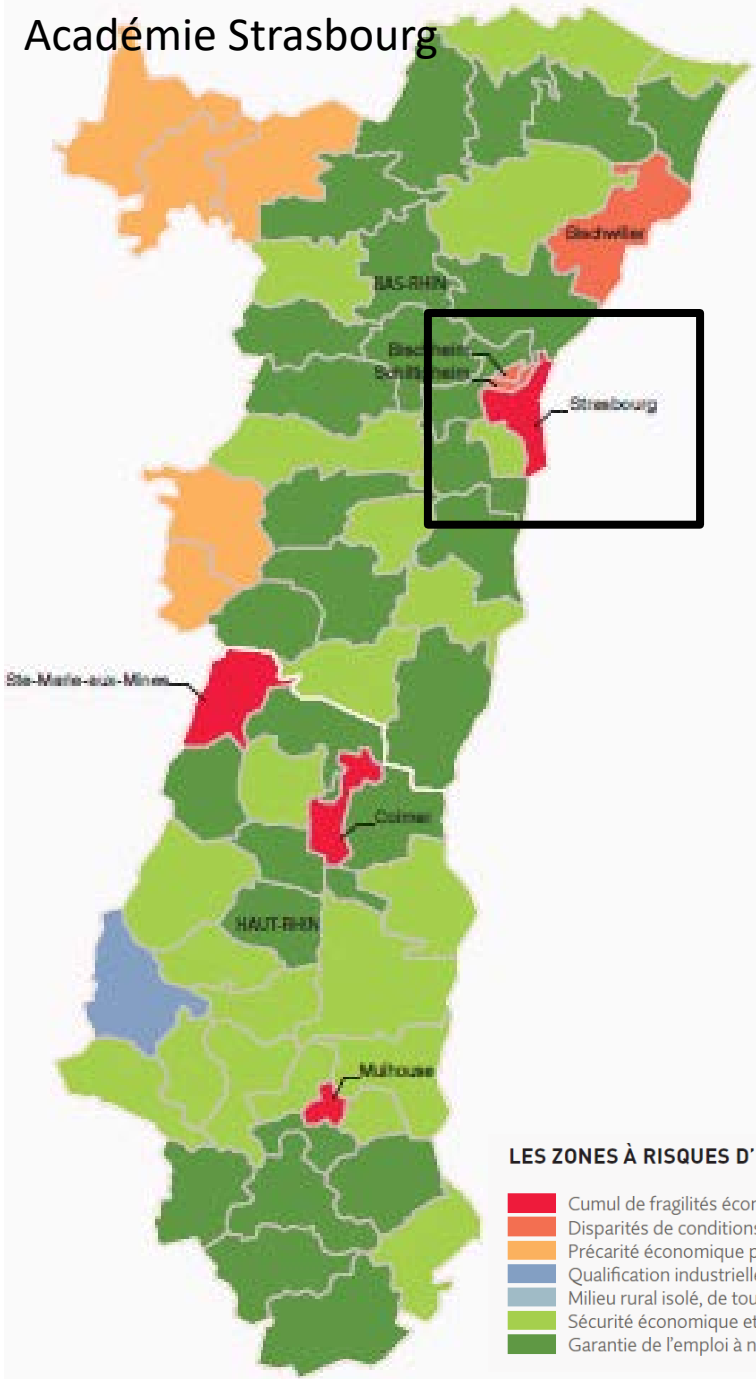 Académie Strasbourg
Bischwiller
BAS-RHIN
Bischheim
Schiltigheim
Strasbourg
Ste-Marie-aux-Mines
Colmar
HAUT-RHIN
Mulhouse
LES ZONES À RISQUES D'
Cumul de fragilités écon
Disparités de conditions
Précarité économique p
Qualification industrielle
Milieu rural isolé, de tou
Sécurité économique et
Garantie de l'emploi à n